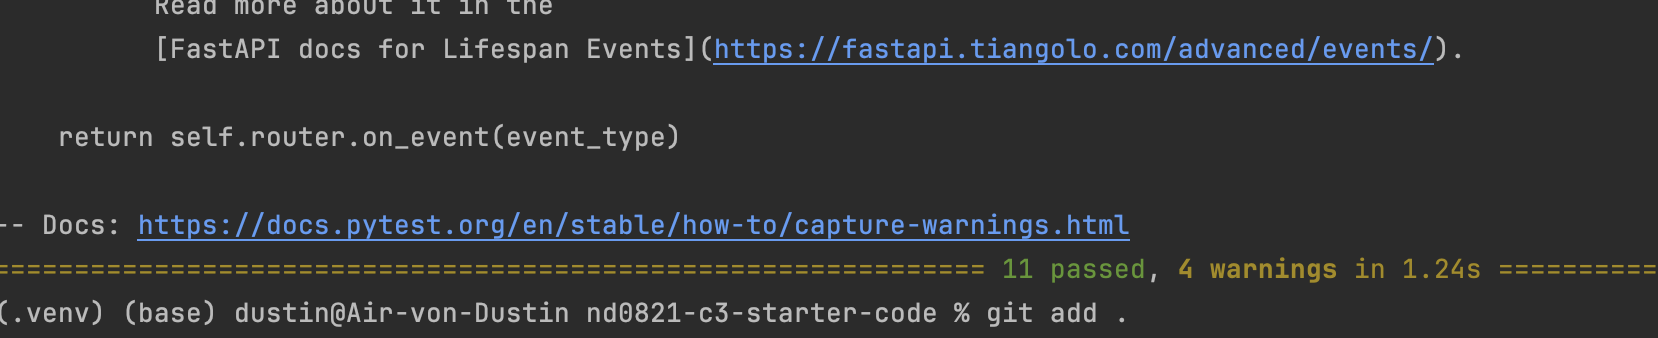 Read more about it in the
[FastAPI docs for Lifespan Events](https://fastapi.tiangolo.com/advanced/events/).
return self.router.on_event(event_type)
-- Docs: https://docs.pytest.org/en/stable/how-to/capture-warnings.html
============================================================== 11 passed, 4 warnings in 1.24s ==========
(.venv) (base) dustin@Air-von-Dustin nd0821-c3-starter-code % git add .